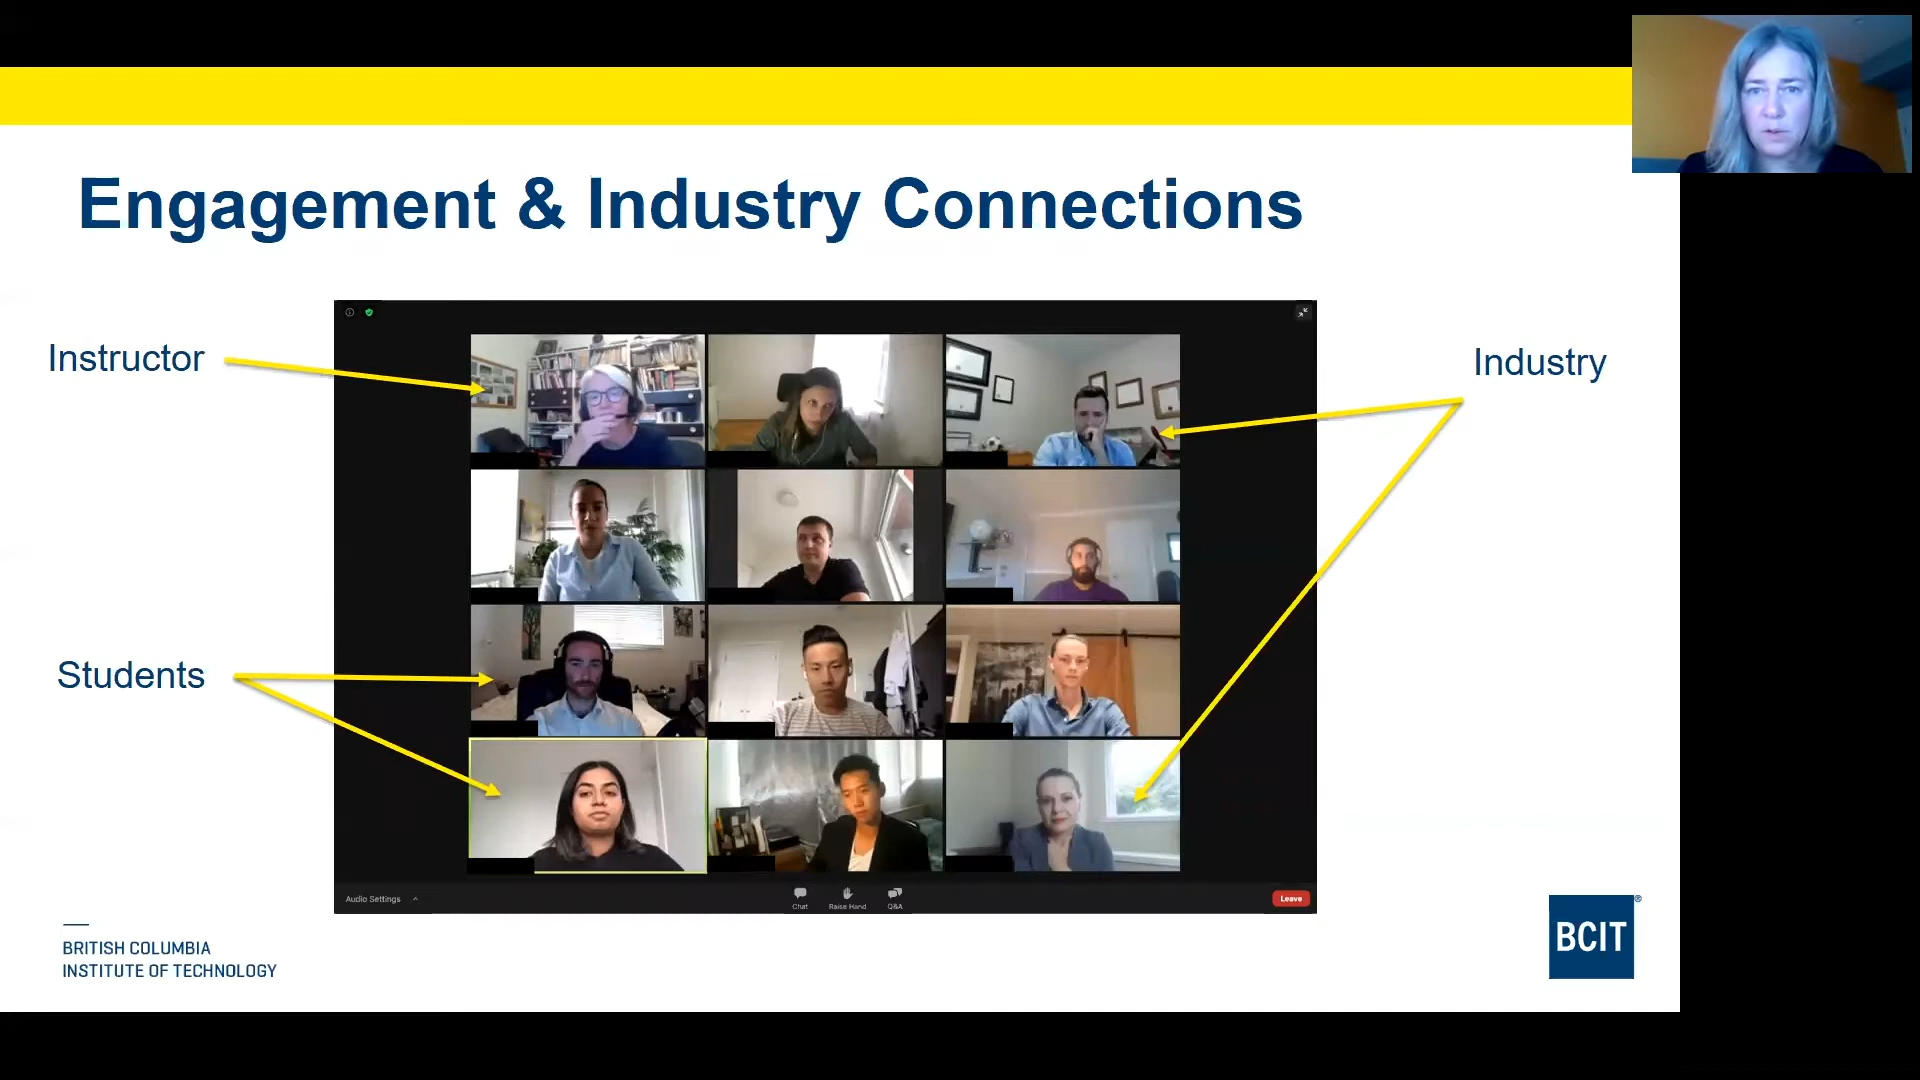 Engagement & Industry Connections
Instructor
Industry
Students
Audio Settings
Chat
Raise Hand
Q&A
Leave
BRITISH COLUMBIA
INSTITUTE OF TECHNOLOGY
BCIT®